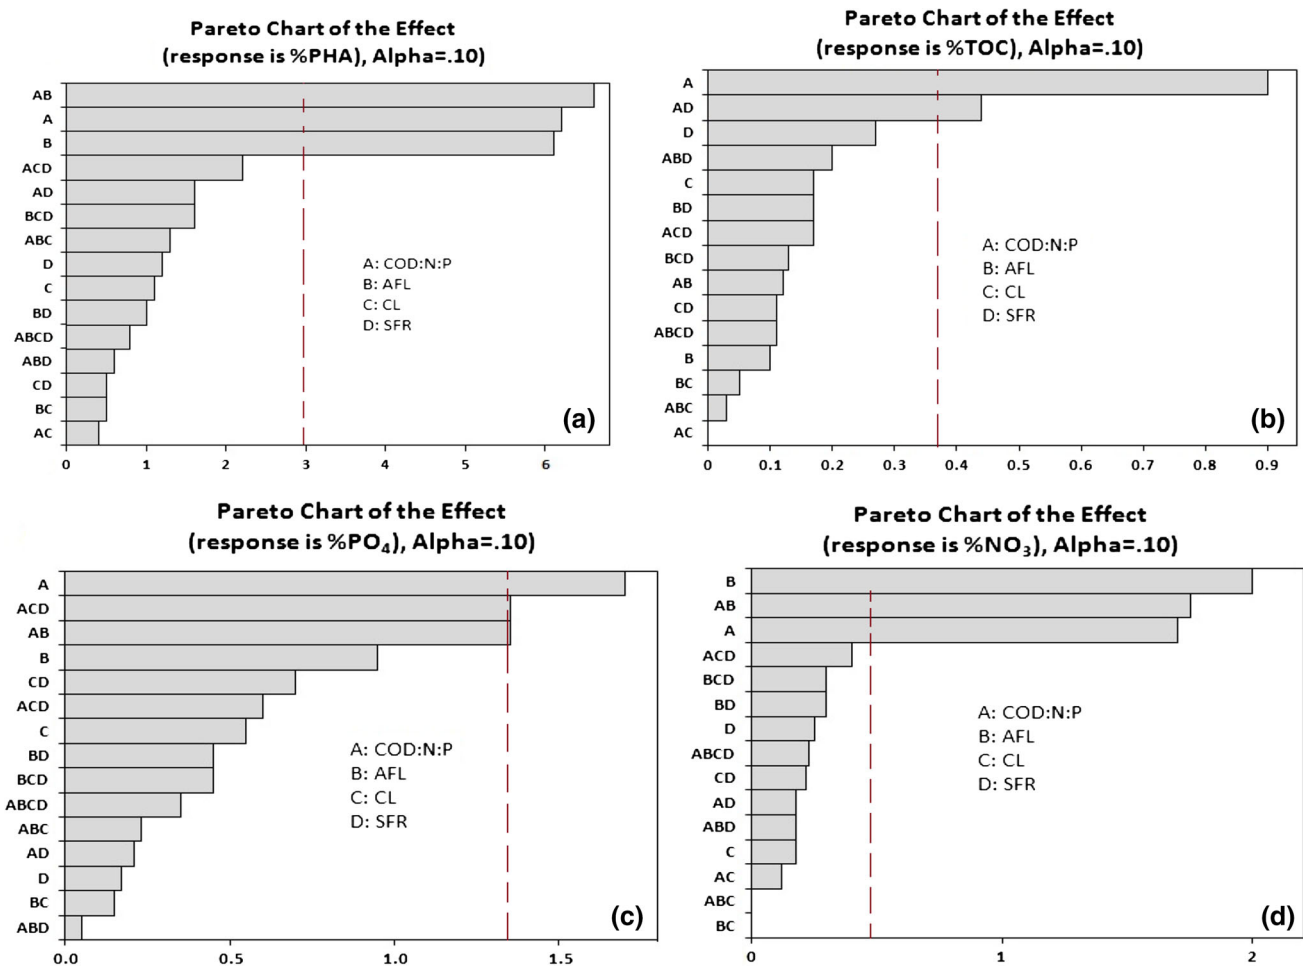 Pareto Chart of the Effect
(response is %PHA), Alpha=.10)
AB
A
B
ACD
AD
BCD
ABC
D
C
BD
ABCD
ABD
CD
BC
AC
A: COD:N:P
B: AFL
C: CL
D: SFR
(a)
0 1 2 3 4 5 6
Pareto Chart of the Effect
(response is %TOC), Alpha=.10)
A
AD
D
ABD
C
BD
ACD
BCD
AB
CD
ABCD
B
BC
ABC
AC
A: COD:N:P
B: AFL
C: CL
D: SFR
(b)
0 0.1 0.2 0.3 0.4 0.5 0.6 0.7 0.8 0.9
Pareto Chart of the Effect
(response is %PO₄), Alpha=.10)
A
ACD
AB
B
CD
ACD
C
BD
BCD
ABCD
ABC
AD
D
BC
ABD
A: COD:N:P
B: AFL
C: CL
D: SFR
(c)
0.0 0.5 1.0 1.5
Pareto Chart of the Effect
(response is %NO₃), Alpha=.10)
B
AB
A
ACD
BCD
BD
D
ABCD
CD
AD
ABD
C
AC
ABC
BC
A: COD:N:P
B: AFL
C: CL
D: SFR
(d)
0 1 2